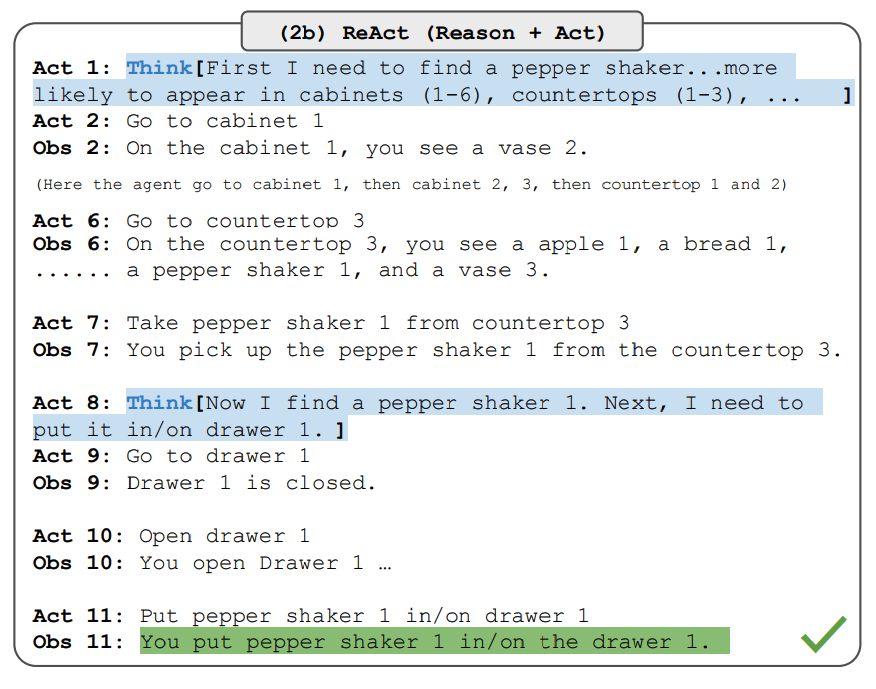 (2b) ReAct (Reason + Act)
Act 1: Think[First I need to find a pepper shaker...more
likely to appear in cabinets (1-6), countertops (1-3), ... ]
Act 2: Go to cabinet 1
Obs 2: On the cabinet 1, you see a vase 2.
(Here the agent go to cabinet 1, then cabinet 2, 3, then countertop 1 and 2)
Act 6: Go to countertop 3
Obs 6: On the countertop 3, you see a apple 1, a bread 1,
...... a pepper shaker 1, and a vase 3.
Act 7: Take pepper shaker 1 from countertop 3
Obs 7: You pick up the pepper shaker 1 from the countertop 3.
Act 8: Think[Now I find a pepper shaker 1. Next, I need to
put it in/on drawer 1. ]
Act 9: Go to drawer 1
Obs 9: Drawer 1 is closed.
Act 10: Open drawer 1
Obs 10: You open Drawer 1 …
Act 11: Put pepper shaker 1 in/on drawer 1
Obs 11: You put pepper shaker 1 in/on the drawer 1.